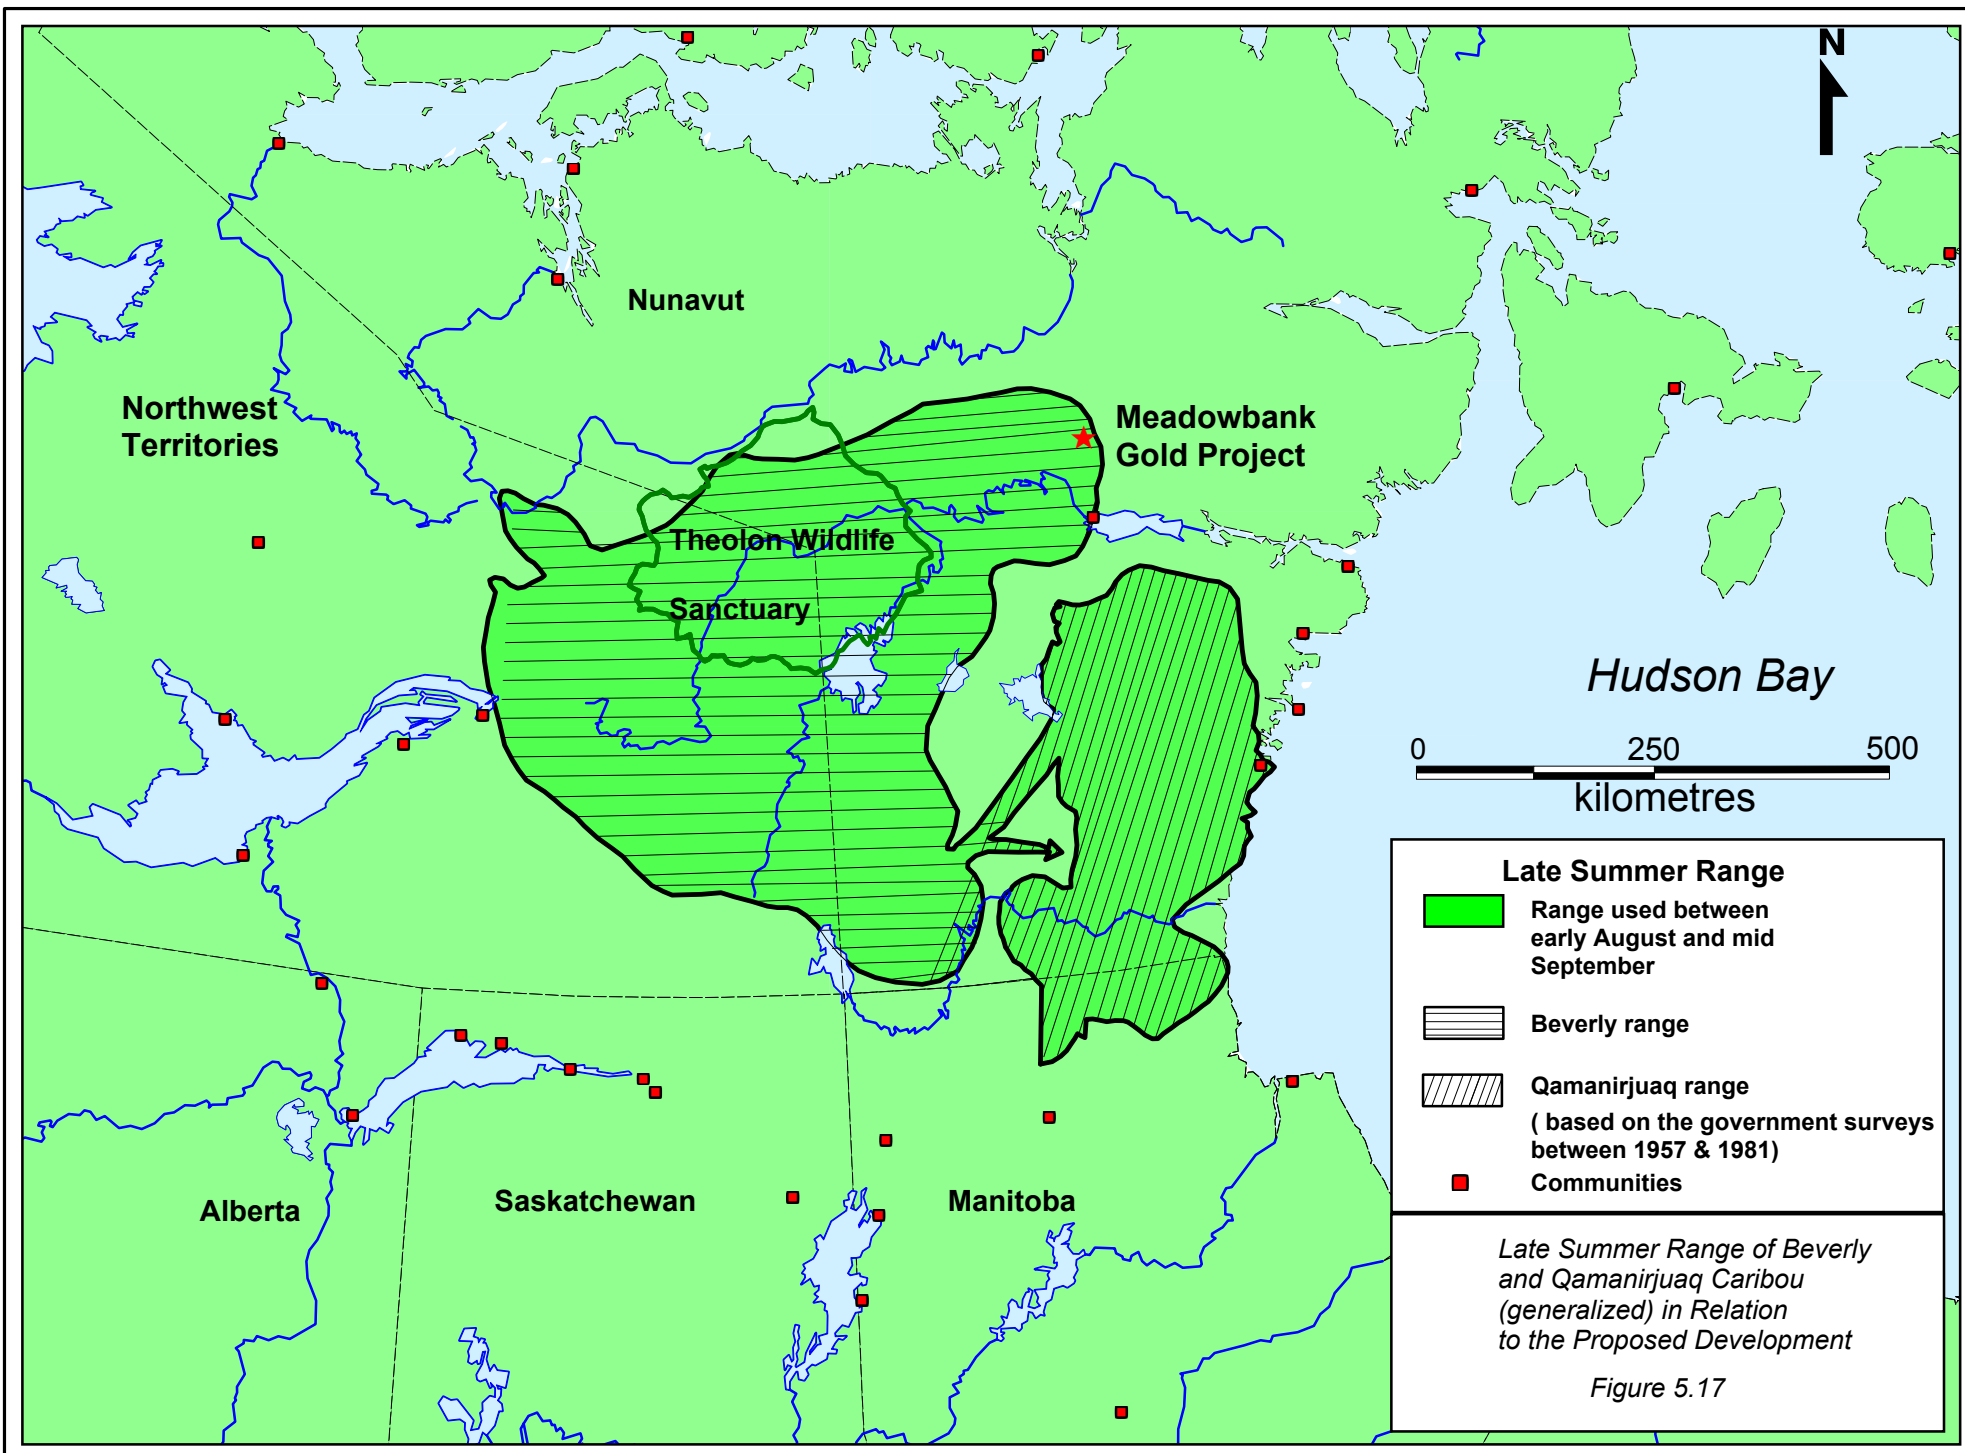 N
Nunavut
Northwest
Territories
Meadowbank
Gold Project
Theolon Wildlife
Sanctuary
Hudson Bay
0 250 500
kilometres
Alberta
Saskatchewan
Manitoba
Late Summer Range
Range used between
early August and mid
September
Beverly range
Qamanirjuaq range
( based on the government surveys
between 1957 & 1981)
Communities
Late Summer Range of Beverly
and Qamanirjuaq Caribou
(generalized) in Relation
to the Proposed Development
Figure 5.17